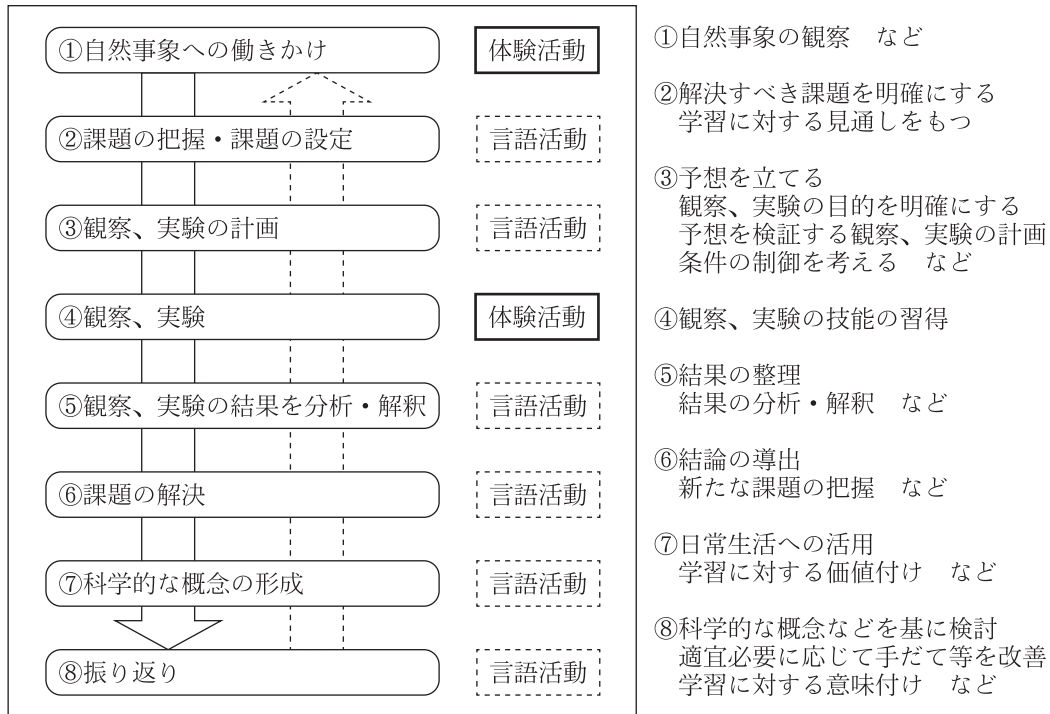 ①自然事象への働きかけ
体験活動
②課題の把握・課題の設定
言語活動
③観察、実験の計画
言語活動
④観察、実験
体験活動
⑤観察、実験の結果を分析・解釈
言語活動
⑥課題の解決
言語活動
⑦科学的な概念の形成
言語活動
⑧振り返り
言語活動
①自然事象の観察　など
②解決すべき課題を明確にする
学習に対する見通しをもつ
③予想を立てる
観察、実験の目的を明確にする
予想を検証する観察、実験の計画
条件の制御を考える　など
④観察、実験の技能の習得
⑤結果の整理
結果の分析・解釈　など
⑥結論の導出
新たな課題の把握　など
⑦日常生活への活用
学習に対する価値付け　など
⑧科学的な概念などを基に検討
適宜必要に応じて手だて等を改善
学習に対する意味付け　など